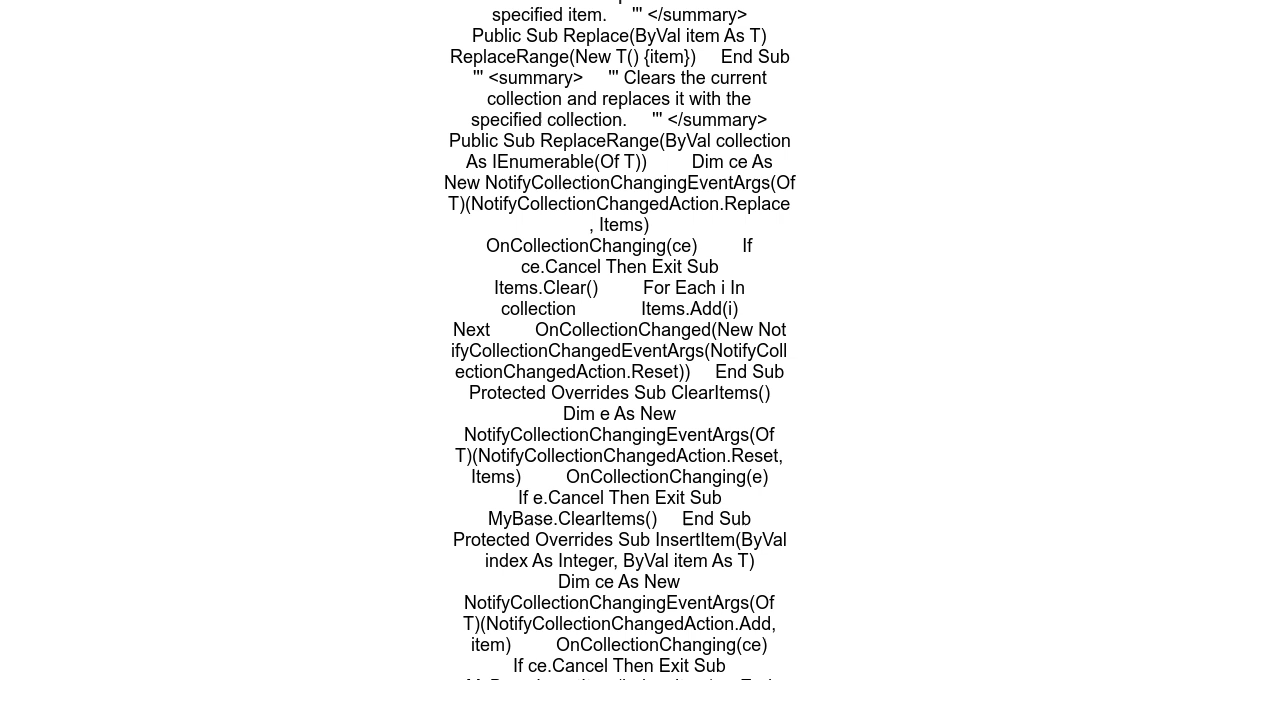 specified item.     ''' </summary>
Public Sub Replace(ByVal item As T)
ReplaceRange(New T() {item})     End Sub
''' <summary>     ''' Clears the current
collection and replaces it with the
specified collection.     ''' </summary>
Public Sub ReplaceRange(ByVal collection
As IEnumerable(Of T))         Dim ce As
New NotifyCollectionChangingEventArgs(Of
T)(NotifyCollectionChangedAction.Replace
, Items)
OnCollectionChanging(ce)         If
ce.Cancel Then Exit Sub
Items.Clear()         For Each i In
collection             Items.Add(i)
Next         OnCollectionChanged(New Not
ifyCollectionChangedEventArgs(NotifyColl
ectionChangedAction.Reset))     End Sub
Protected Overrides Sub ClearItems()
Dim e As New
NotifyCollectionChangingEventArgs(Of
T)(NotifyCollectionChangedAction.Reset,
Items)         OnCollectionChanging(e)
If e.Cancel Then Exit Sub
MyBase.ClearItems()     End Sub
Protected Overrides Sub InsertItem(ByVal
index As Integer, ByVal item As T)
Dim ce As New
NotifyCollectionChangingEventArgs(Of
T)(NotifyCollectionChangedAction.Add,
item)         OnCollectionChanging(ce)
If ce.Cancel Then Exit Sub